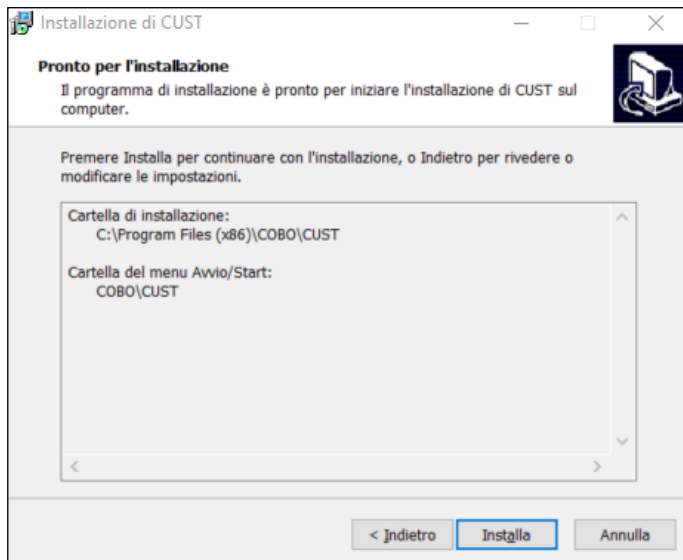 Installazione di CUST
Pronto per l'installazione
Il programma di installazione è pronto per iniziare l'installazione di CUST sul
computer.
Premere Installa per continuare con l'installazione, o Indietro per rivedere o
modificare le impostazioni.
Cartella di installazione:
C:\Program Files (x86)\COBO\CUST
Cartella del menu Avvio/Start:
COBO\CUST
< Indietro
Installa
Annulla